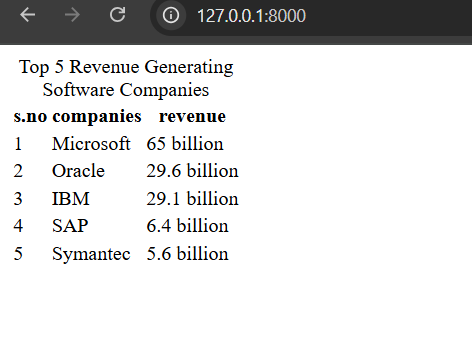 127.0.0.1:8000
Top 5 Revenue Generating
Software Companies
s.no companies revenue
1 Microsoft 65 billion
2 Oracle 29.6 billion
3 IBM 29.1 billion
4 SAP 6.4 billion
5 Symantec 5.6 billion